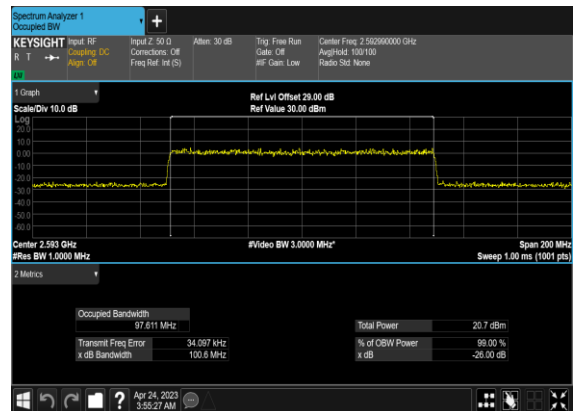 Spectrum Analyzer 1
Occupied BW
+
KEYSIGHT Input: RF Input Z: 50 Ω Atten: 30 dB Trig: Free Run Center Freq: 2.592990000 GHz
R T Coupling: DC Corrections: Off Gate: Off Avg|Hold: 100/100
Align: Off Freq Ref: Int (S) #IF Gain: Low Radio Std: None
1 Graph
Ref Lvl Offset 29.00 dB
Scale/Div 10.0 dB Ref Value 30.00 dBm
Log
20.0
10.0
0.00
-10.0
-20.0
-30.0
-40.0
-50.0
-60.0
Center 2.593 GHz #Video BW 3.0000 MHz* Span 200 MHz
#Res BW 1.0000 MHz Sweep 1.00 ms (1001 pts)
2 Metrics
Occupied Bandwidth
97.611 MHz Total Power 20.7 dBm
Transmit Freq Error 34.097 kHz % of OBW Power 99.00 %
x dB Bandwidth 100.6 MHz x dB -26.00 dB
? Apr 24, 2023
3:55:27 AM